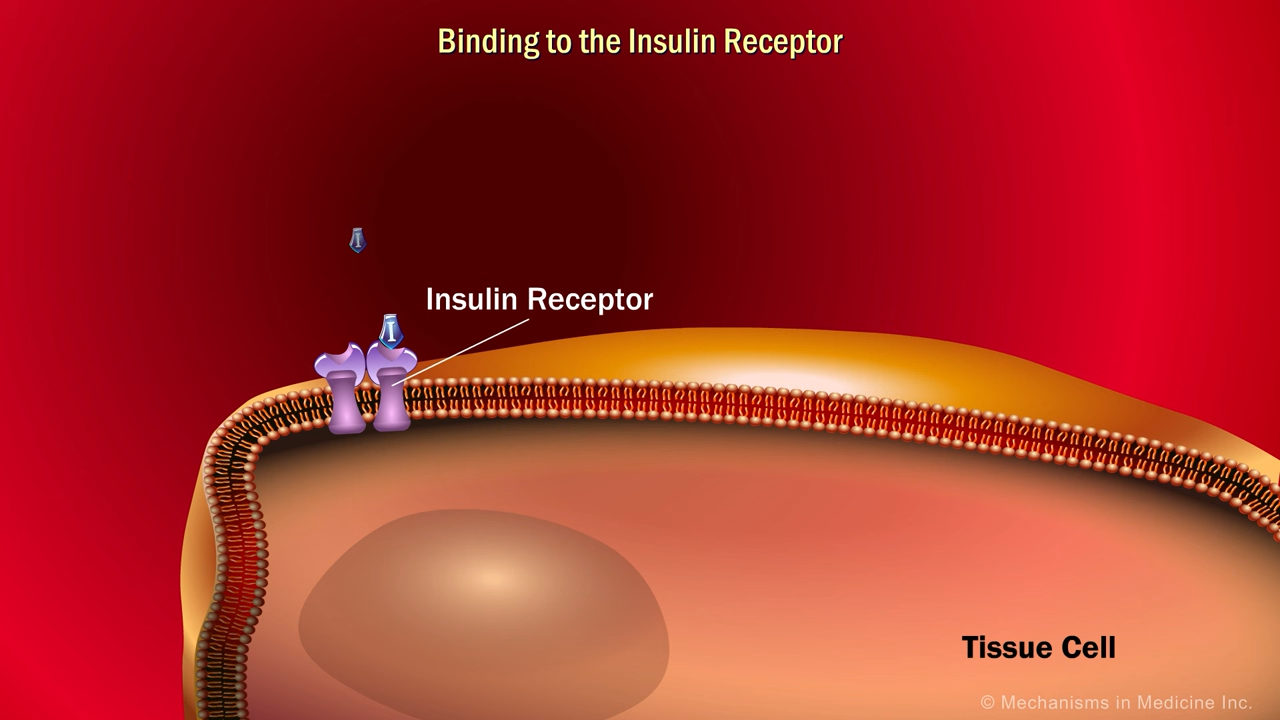 Binding to the Insulin Receptor
I
Insulin Receptor
I
Tissue Cell
© Mechanisms in Medicine Inc.